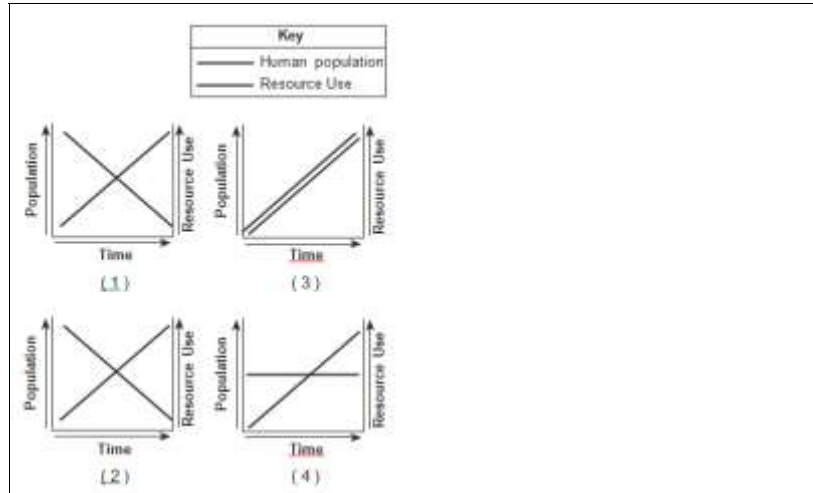 Key
Human population
Resource Use
Population
Resource Use
Time
(1)
Population
Resource Use
Time
(3)
Population
Resource Use
Time
(2)
Population
Resource Use
Time
(4)